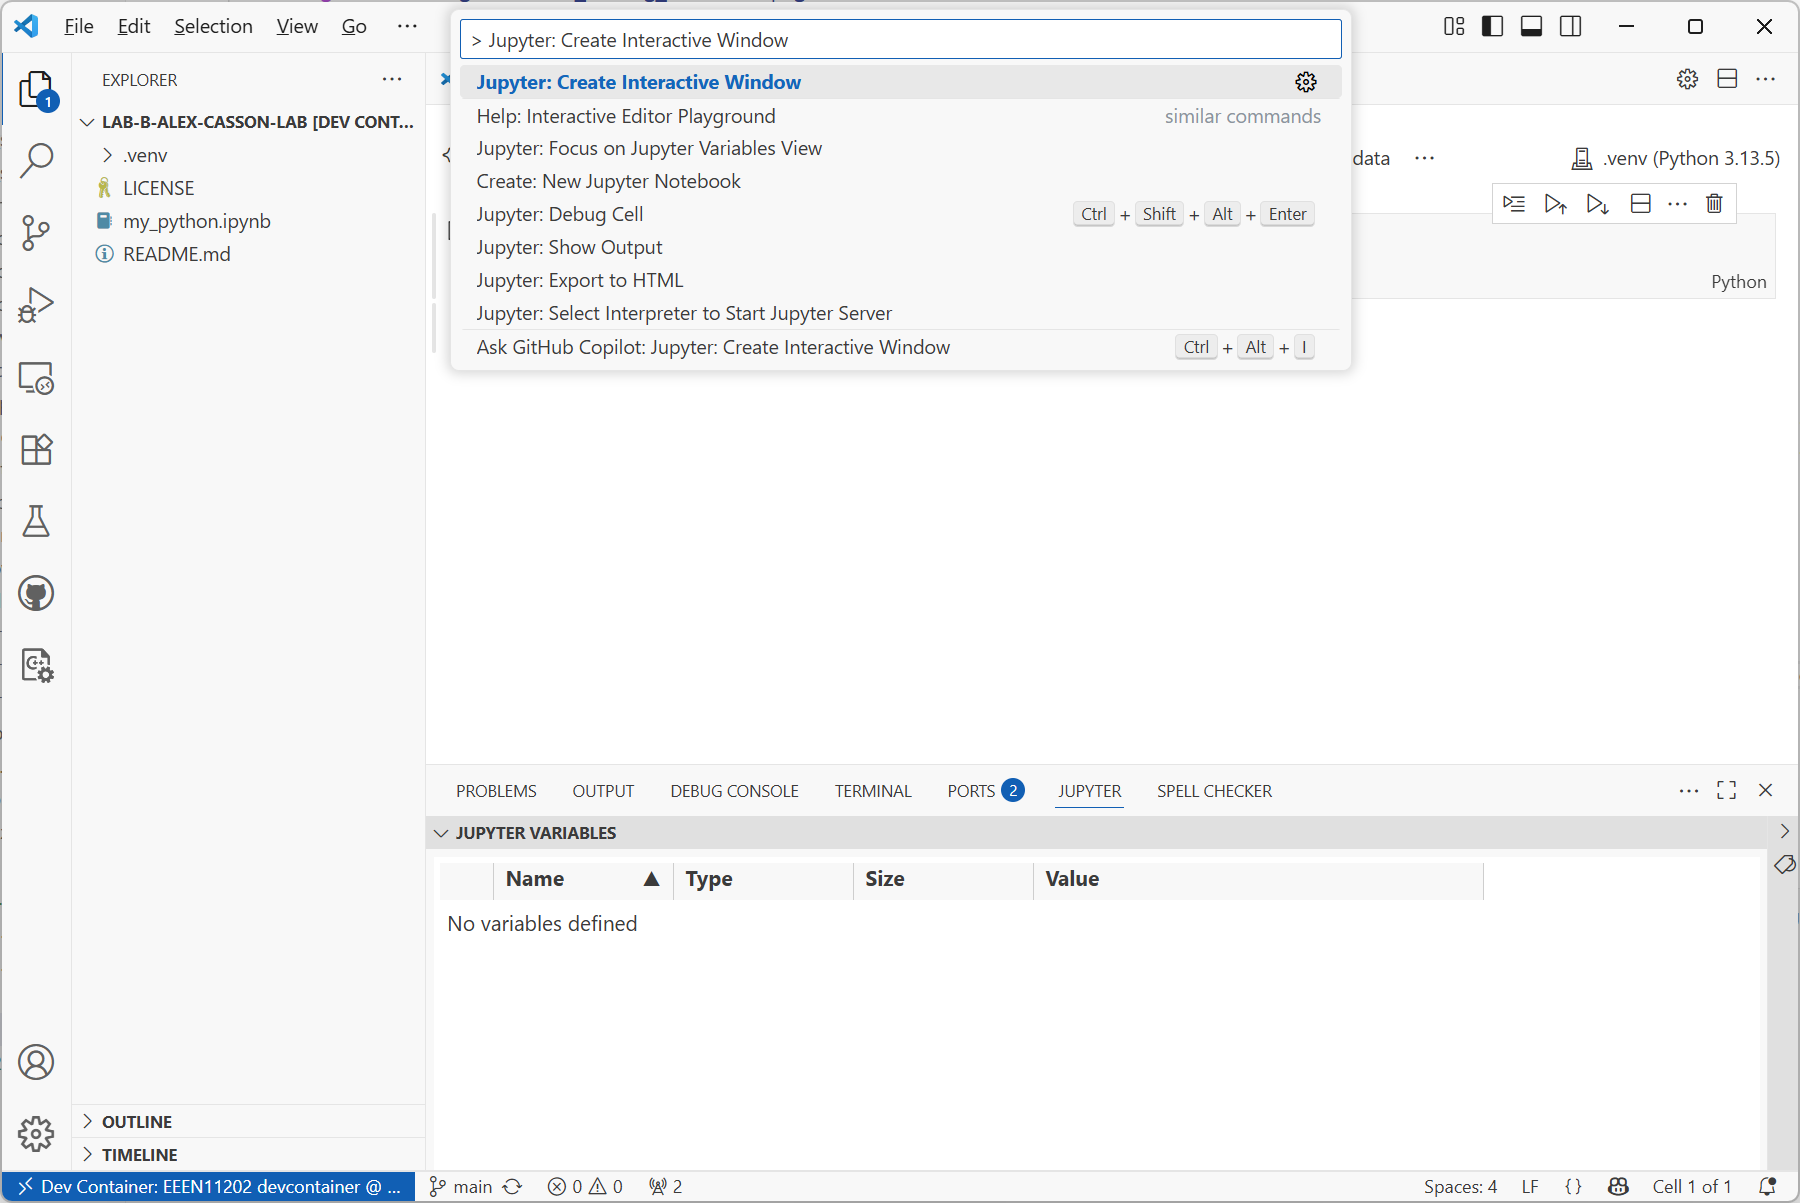 File Edit Selection View Go ···
> Jupyter: Create Interactive Window
Jupyter: Create Interactive Window
Help: Interactive Editor Playground similar commands
Jupyter: Focus on Jupyter Variables View
Create: New Jupyter Notebook
Jupyter: Debug Cell Ctrl + Shift + Alt + Enter
Jupyter: Show Output
Jupyter: Export to HTML
Jupyter: Select Interpreter to Start Jupyter Server
Ask GitHub Copilot: Jupyter: Create Interactive Window Ctrl + Alt + I
EXPLORER ···
1
LAB-B-ALEX-CASSON-LAB [DEV CONT...
.venv
LICENSE
my_python.ipynb
README.md
data ··· .venv (Python 3.13.5)
Python
PROBLEMS OUTPUT DEBUG CONSOLE TERMINAL PORTS 2 JUPYTER SPELL CHECKER
JUPYTER VARIABLES
Name Type Size Value
No variables defined
OUTLINE
TIMELINE
Dev Container: EEEN11202 devcontainer @ ... main 0 0 2 Spaces: 4 LF { } Cell 1 of 1